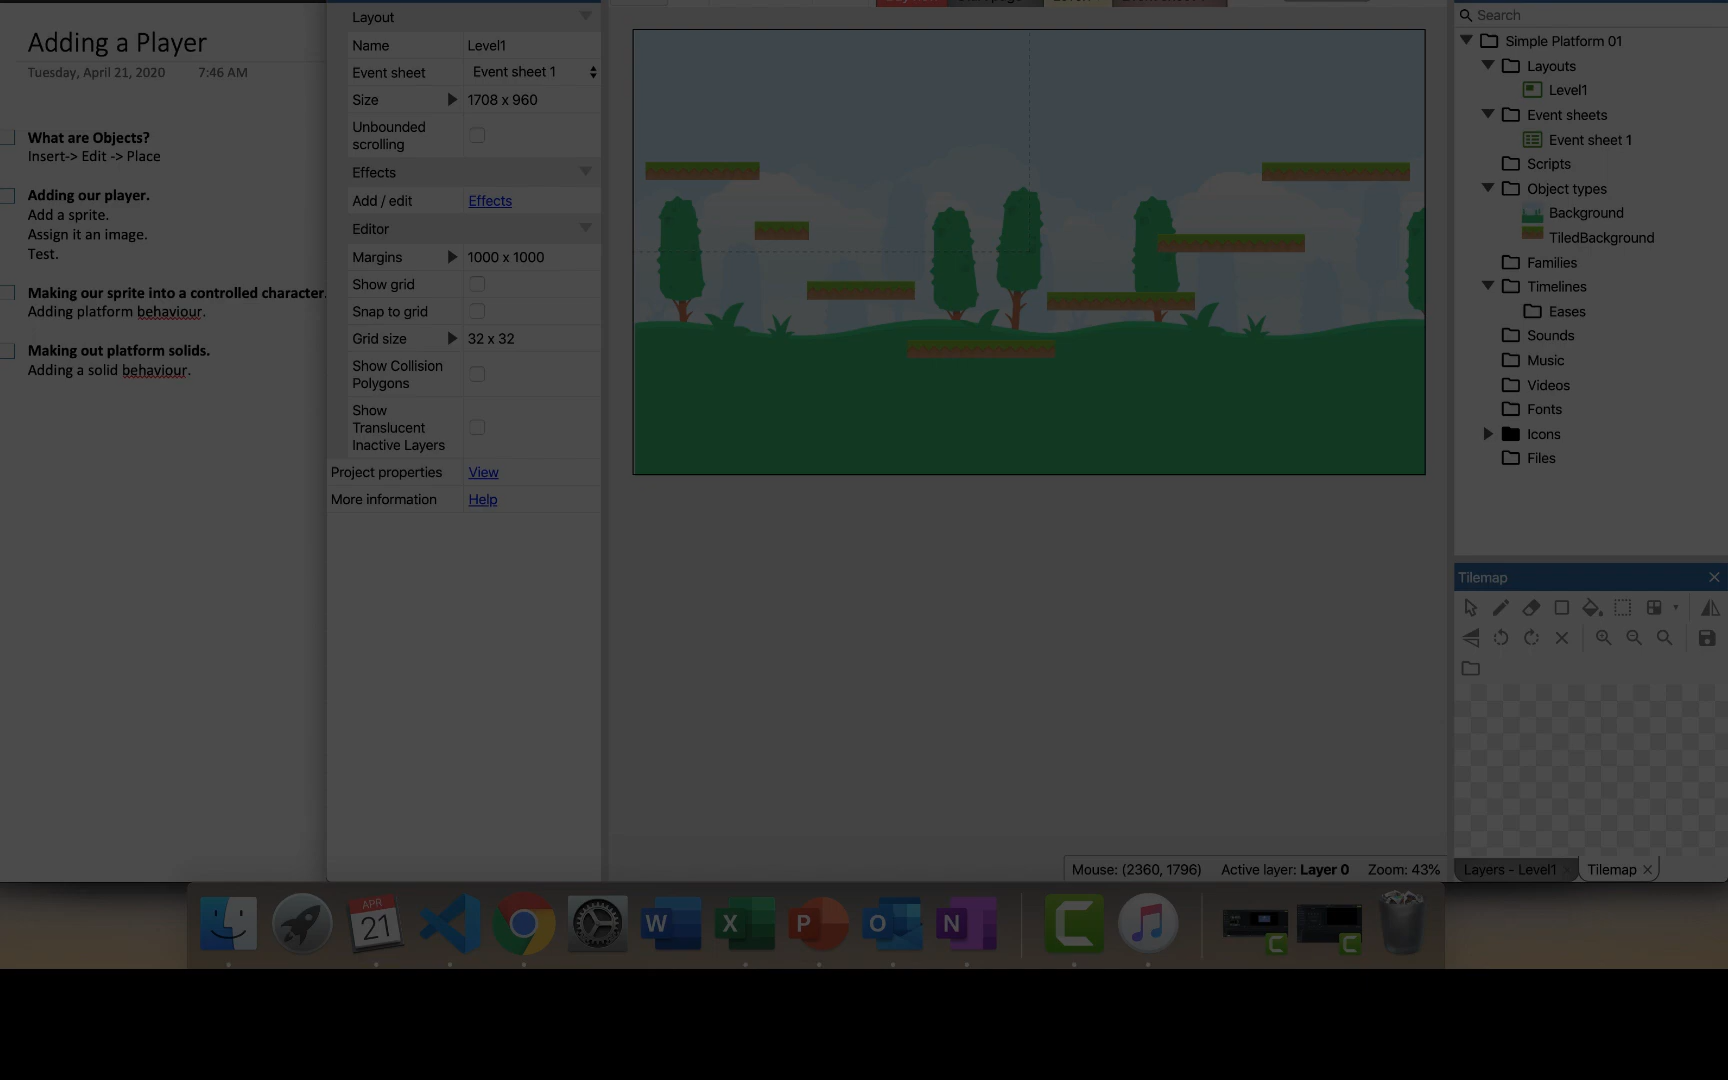 Adding a Player
Tuesday, April 21, 2020 7:46 AM
What are Objects?
Insert-> Edit -> Place
Adding our player.
Add a sprite.
Assign it an image.
Test.
Making our sprite into a controlled character.
Adding platform behaviour.
Making out platform solids.
Adding a solid behaviour.
Layout
Name Level1
Event sheet Event sheet 1
Size 1708 x 960
Unbounded
scrolling
Effects
Add / edit Effects
Editor
Margins 1000 x 1000
Show grid
Snap to grid
Grid size 32 x 32
Show Collision
Polygons
Show
Translucent
Inactive Layers
Project properties View
More information Help
Mouse: (2360, 1796) Active layer: Layer 0 Zoom: 43%
Search
Simple Platform 01
Layouts
Level1
Event sheets
Event sheet 1
Scripts
Object types
Background
TiledBackground
Families
Timelines
Eases
Sounds
Music
Videos
Fonts
Icons
Files
Tilemap
Layers - Level1 Tilemap
APR
21
W X P O N